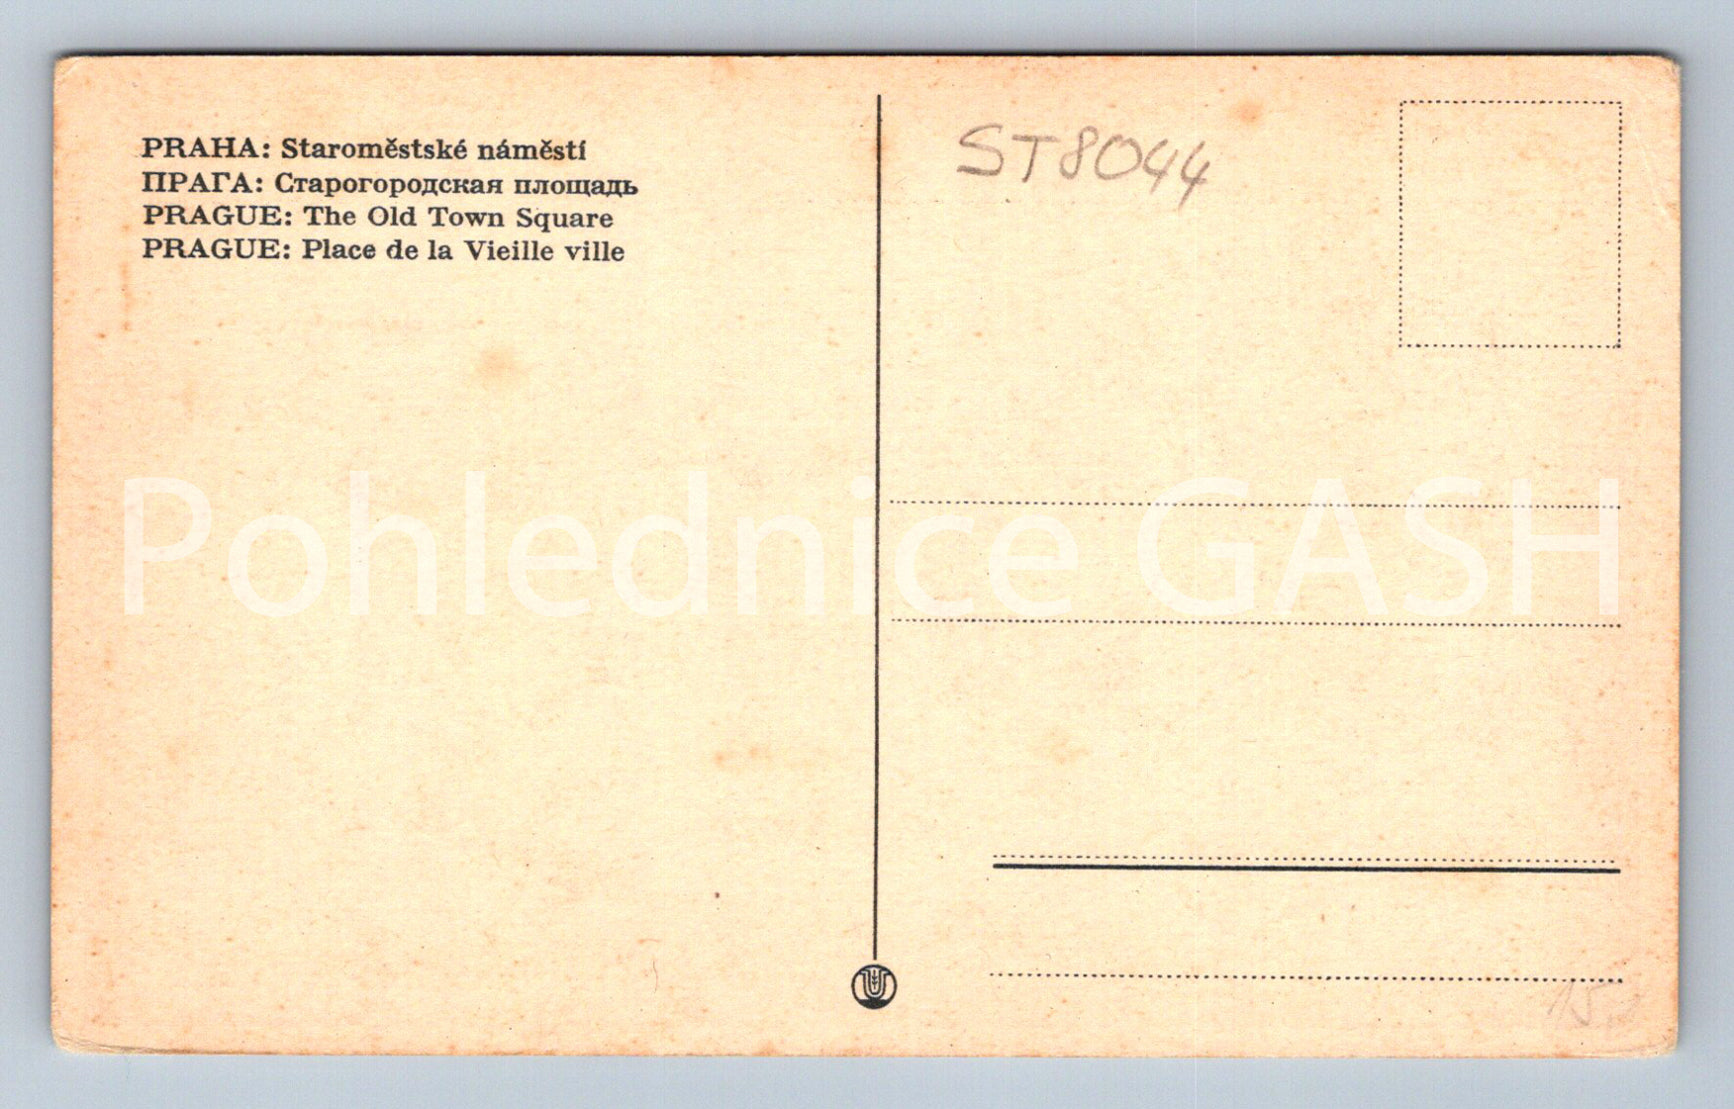 PRAHA: Staroměstské náměstí
ПРАГА: Старогородская площадь
PRAGUE: The Old Town Square
PRAGUE: Place de la Vieille ville
ST8044
Pohlednice GASH
15,-